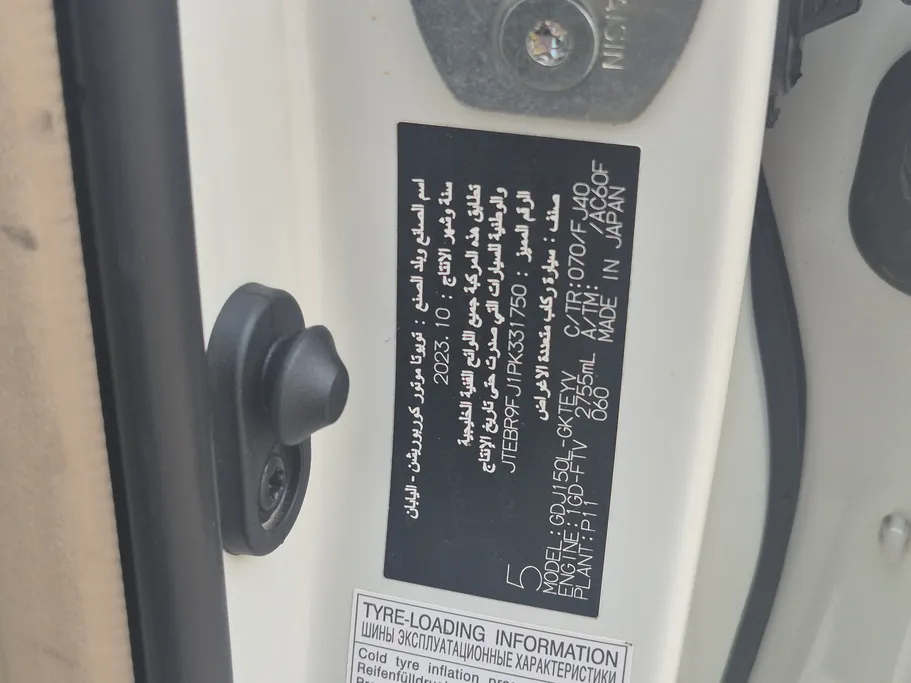 AISIN
اسم الصانع وبلد الصنع : تويوتا موتور كوربوريشن - اليابان
سنة وشهر الإنتاج : 2023.10
تطابق هذه المركبة جميع اللوائح الفنية الخليجية
والوطنية للسيارات التي صدرت حتى تاريخ الإنتاج
الرقم المميز : JTEBR9FJ1PK331750
صنف : سيارة ركب متعددة الأغراض
5
MODEL:GDJ150L-GKTEYV C/TR:070/FJ40
ENGINE:1GD-FTV 2755mL A/TM: /AC60F
PLANT:P11 060 MADE IN JAPAN
TYRE-LOADING INFORMATION
ШИНЫ ЭКСПЛУАТАЦИОННЫЕ ХАРАКТЕРИСТИКИ
Cold tyre inflation